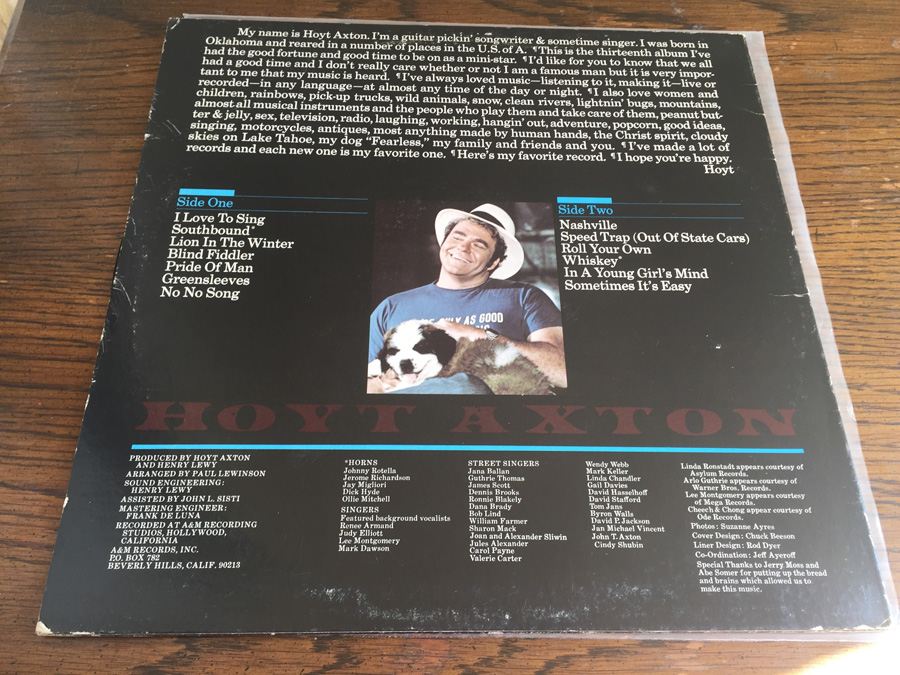 My name is Hoyt Axton. I'm a guitar pickin' songwriter & sometime singer. I was born in
Oklahoma and reared in a number of places in the U.S. of A. ¶This is the thirteenth album I've
had the good fortune and good time to be on as a mini-star. ¶I'd like for you to know that we all
had a good time and I don't really care whether or not I am a famous man but it is very impor-
tant to me that my music is heard. ¶I've always loved music—listening to it, making it—live or
recorded—in any language—at almost any time of the day or night. ¶I also love women and
children, rainbows, pick-up trucks, wild animals, snow, clean rivers, lightnin' bugs, mountains,
almost all musical instruments and the people who play them and take care of them, peanut but-
ter & jelly, sex, television, radio, laughing, working, hangin' out, adventure, popcorn, good ideas,
singing, motorcycles, antiques, most anything made by human hands, the Christ spirit, cloudy
skies on Lake Tahoe, my dog "Fearless," my family and friends and you. ¶I've made a lot of
records and each new one is my favorite one. ¶Here's my favorite record. ¶I hope you're happy.
Hoyt
Side One
I Love To Sing
Southbound*
Lion In The Winter
Blind Fiddler
Pride Of Man
Greensleeves
No No Song
ONLY AS GOOD
Side Two
Nashville
Speed Trap (Out Of State Cars)
Roll Your Own
Whiskey*
In A Young Girl's Mind
Sometimes It's Easy
HOYT AXTON
PRODUCED BY HOYT AXTON
AND HENRY LEWY
ARRANGED BY PAUL LEWINSON
SOUND ENGINEERING:
HENRY LEWY
ASSISTED BY JOHN L. SISTI
MASTERING ENGINEER:
FRANK DE LUNA
RECORDED AT A&M RECORDING
STUDIOS, HOLLYWOOD,
CALIFORNIA
A&M RECORDS, INC.
P.O. BOX 782
BEVERLY HILLS, CALIF. 90213
*HORNS
Johnny Rotella
Jerome Richardson
Jay Migliori
Dick Hyde
Ollie Mitchell
SINGERS
Featured background vocalists
Renee Armand
Judy Elliott
Lee Montgomery
Mark Dawson
STREET SINGERS
Jana Ballan
Guthrie Thomas
James Scott
Dennis Brooks
Ronnie Blakely
Dana Brady
Bob Lind
William Farmer
Sharon Mack
Joan and Alexander Sliwin
Jules Alexander
Carol Payne
Valerie Carter
Wendy Webb
Mark Keller
Linda Chandler
Gail Davies
David Hasselhoff
David Stafford
Tom Jans
Byron Walls
David P. Jackson
Jan Michael Vincent
John T. Axton
Cindy Shubin
Linda Ronstadt appears courtesy of
Asylum Records.
Arlo Guthrie appears courtesy of
Warner Bros. Records.
Lee Montgomery appears courtesy
of Mega Records.
Cheech & Chong appear courtesy of
Ode Records.
Photos: Suzanne Ayres
Cover Design: Chuck Beeson
Liner Design: Rod Dyer
Co-Ordination: Jeff Ayeroff
Special Thanks to Jerry Moss and
Abe Somer for putting up the bread
and brains which allowed us to
make this music.